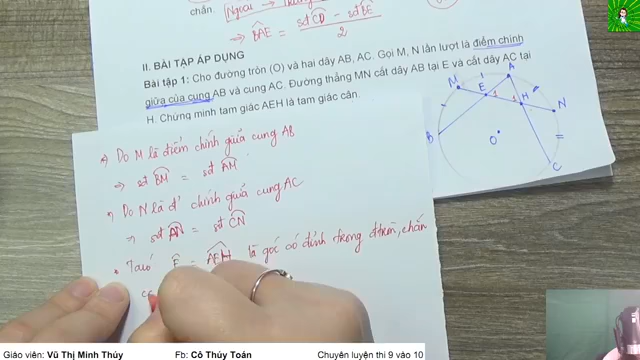 chắn
⇒ BAE = (sđ CD − sđ BE) / 2
II. BÀI TẬP ÁP DỤNG
Bài tập 1: Cho đường tròn (O) và hai dây AB, AC. Gọi M, N lần lượt là điểm chính
giữa của cung AB và cung AC. Đường thẳng MN cắt dây AB tại E và cắt dây AC tại
H. Chứng minh tam giác AEH là tam giác cân.
M A E H N B O C
Do M là điểm chính giữa cung AB
⇒ sđ BM = sđ AM
Do N là đ' chính giữa cung AC
⇒ sđ AN = sđ CN
Ta có E = AEH là góc có đỉnh trong đtròn, chắn
Giáo viên: Vũ Thị Minh Thúy Fb: Cô Thúy Toán Chuyên luyện thi 9 vào 10